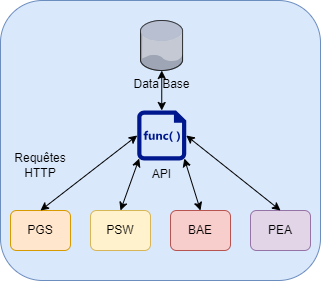 Data Base
func( )
Requêtes
HTTP
API
PGS
PSW
BAE
PEA